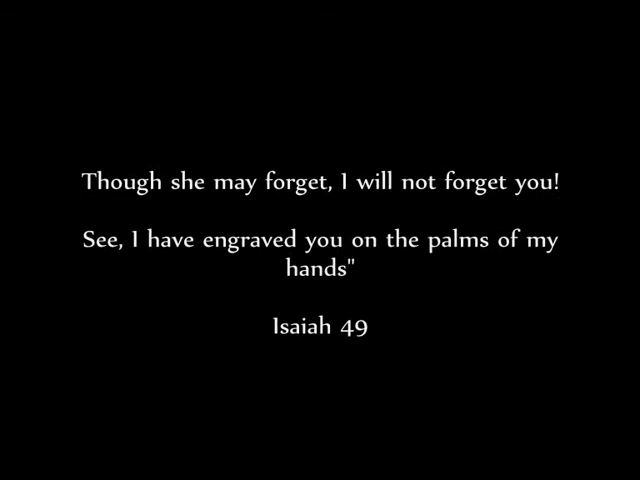 Though she may forget, I will not forget you!
See, I have engraved you on the palms of my
hands"
Isaiah 49